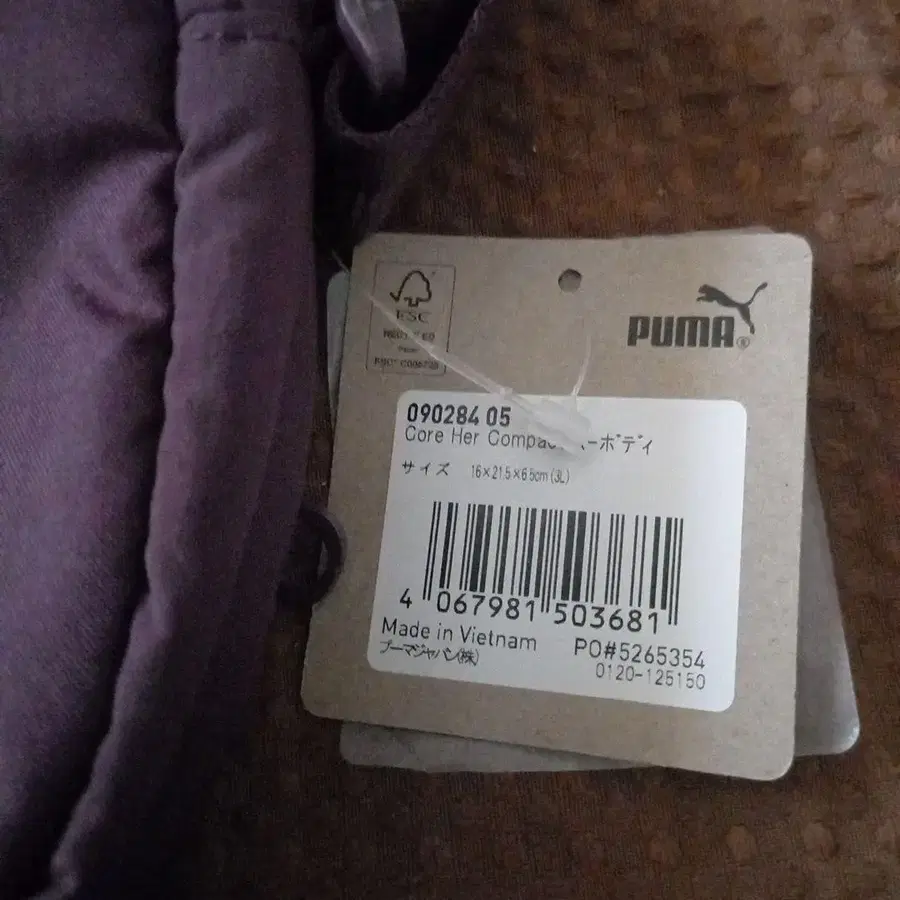 FSC
PUMA®
090284 05
Core Her Compac ボディ
サイズ 16×21.5×6.5cm(3L)
4 067981 503681
Made in Vietnam PO#5265354
プーマジャパン(株)
0120-125150